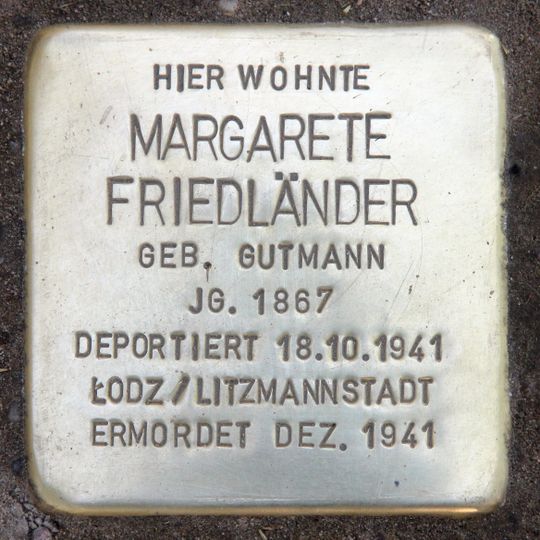 HIER WOHNTE
MARGARETE
FRIEDLÄNDER
GEB. GUTMANN
JG. 1867
DEPORTIERT 18.10.1941
ŁODZ/LITZMANNSTADT
ERMORDET DEZ. 1941